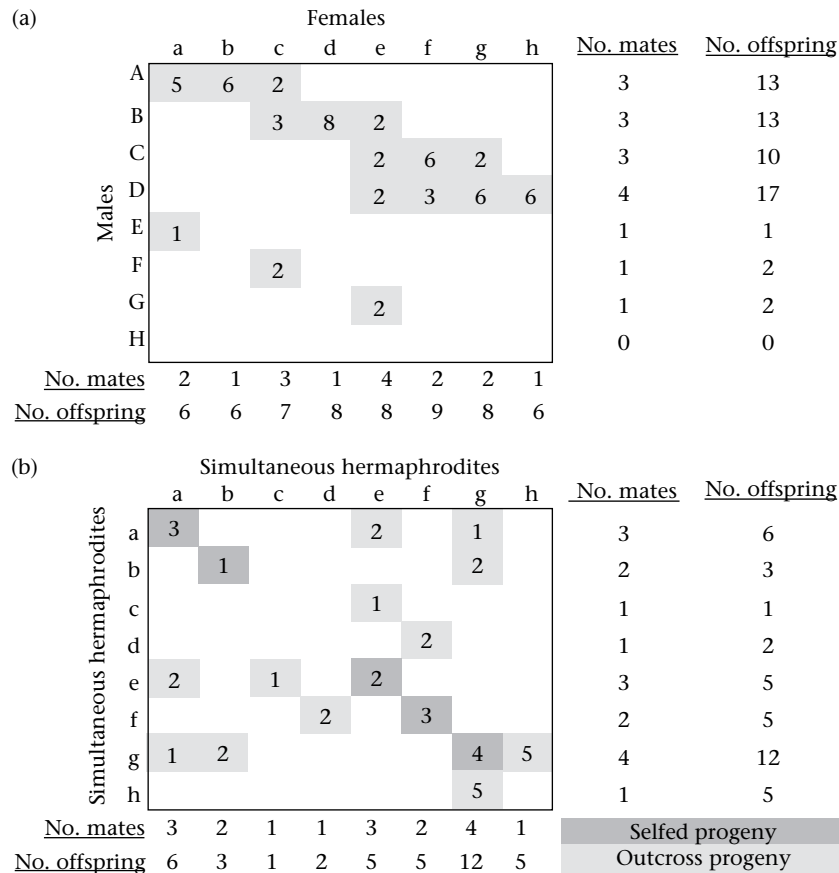 (a)
Females
a b c d e f g h No. mates No. offspring
Males
A 5 6 2 3 13
B 3 8 2 3 13
C 2 6 2 3 10
D 2 3 6 6 4 17
E 1 1 1
F 2 1 2
G 2 1 2
H 0 0
No. mates 2 1 3 1 4 2 2 1
No. offspring 6 6 7 8 8 9 8 6
(b)
Simultaneous hermaphrodites
a b c d e f g h No. mates No. offspring
Simultaneous hermaphrodites
a 3 2 1 3 6
b 1 2 2 3
c 1 1 1
d 2 1 2
e 2 1 2 3 5
f 2 3 2 5
g 1 2 4 5 4 12
h 5 1 5
No. mates 3 2 1 1 3 2 4 1 Selfed progeny
No. offspring 6 3 1 2 5 5 12 5 Outcross progeny